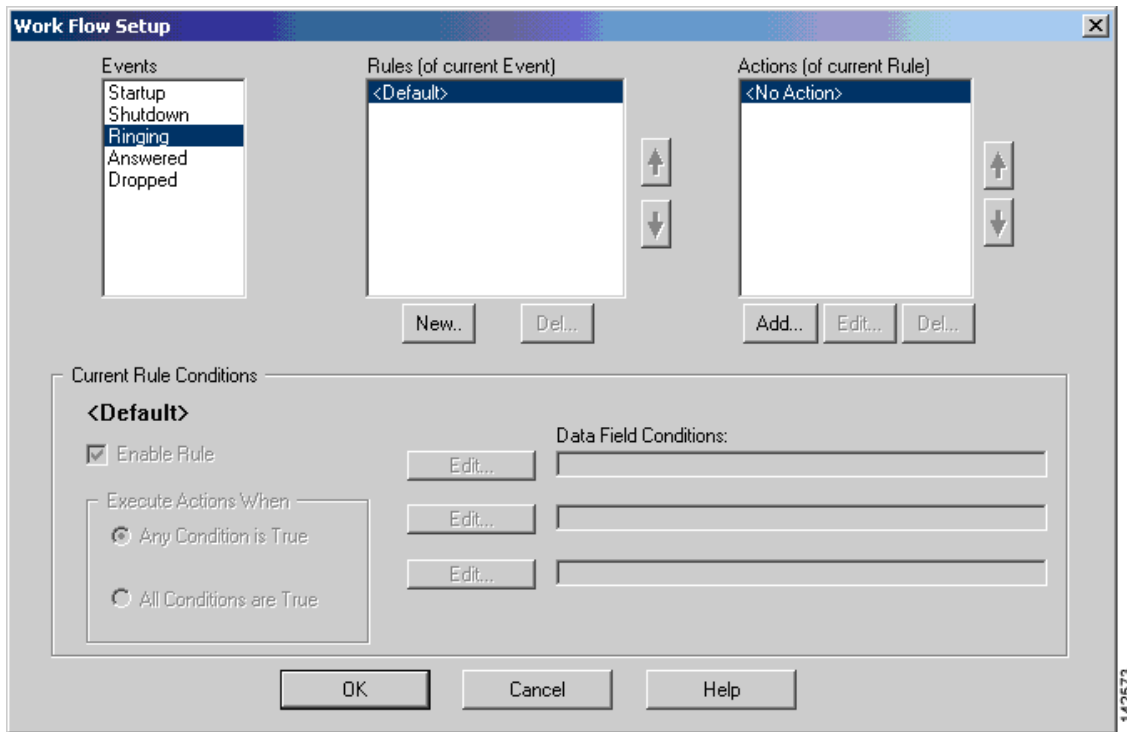 Work Flow Setup
Events
Startup
Shutdown
Ringing
Answered
Dropped
Rules (of current Event)
<Default>
New..
Del...
Actions (of current Rule)
<No Action>
Add...
Edit...
Del...
Current Rule Conditions
<Default>
Enable Rule
Execute Actions When
Any Condition is True
All Conditions are True
Data Field Conditions:
Edit...
Edit...
Edit...
OK
Cancel
Help